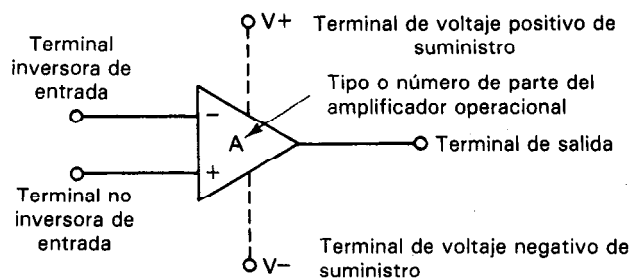 Terminal
inversora de
entrada
V+
Terminal de voltaje positivo de
suministro
Tipo o número de parte del
amplificador operacional
−
A
+
Terminal de salida
Terminal no
inversora de
entrada
V−
Terminal de voltaje negativo de
suministro